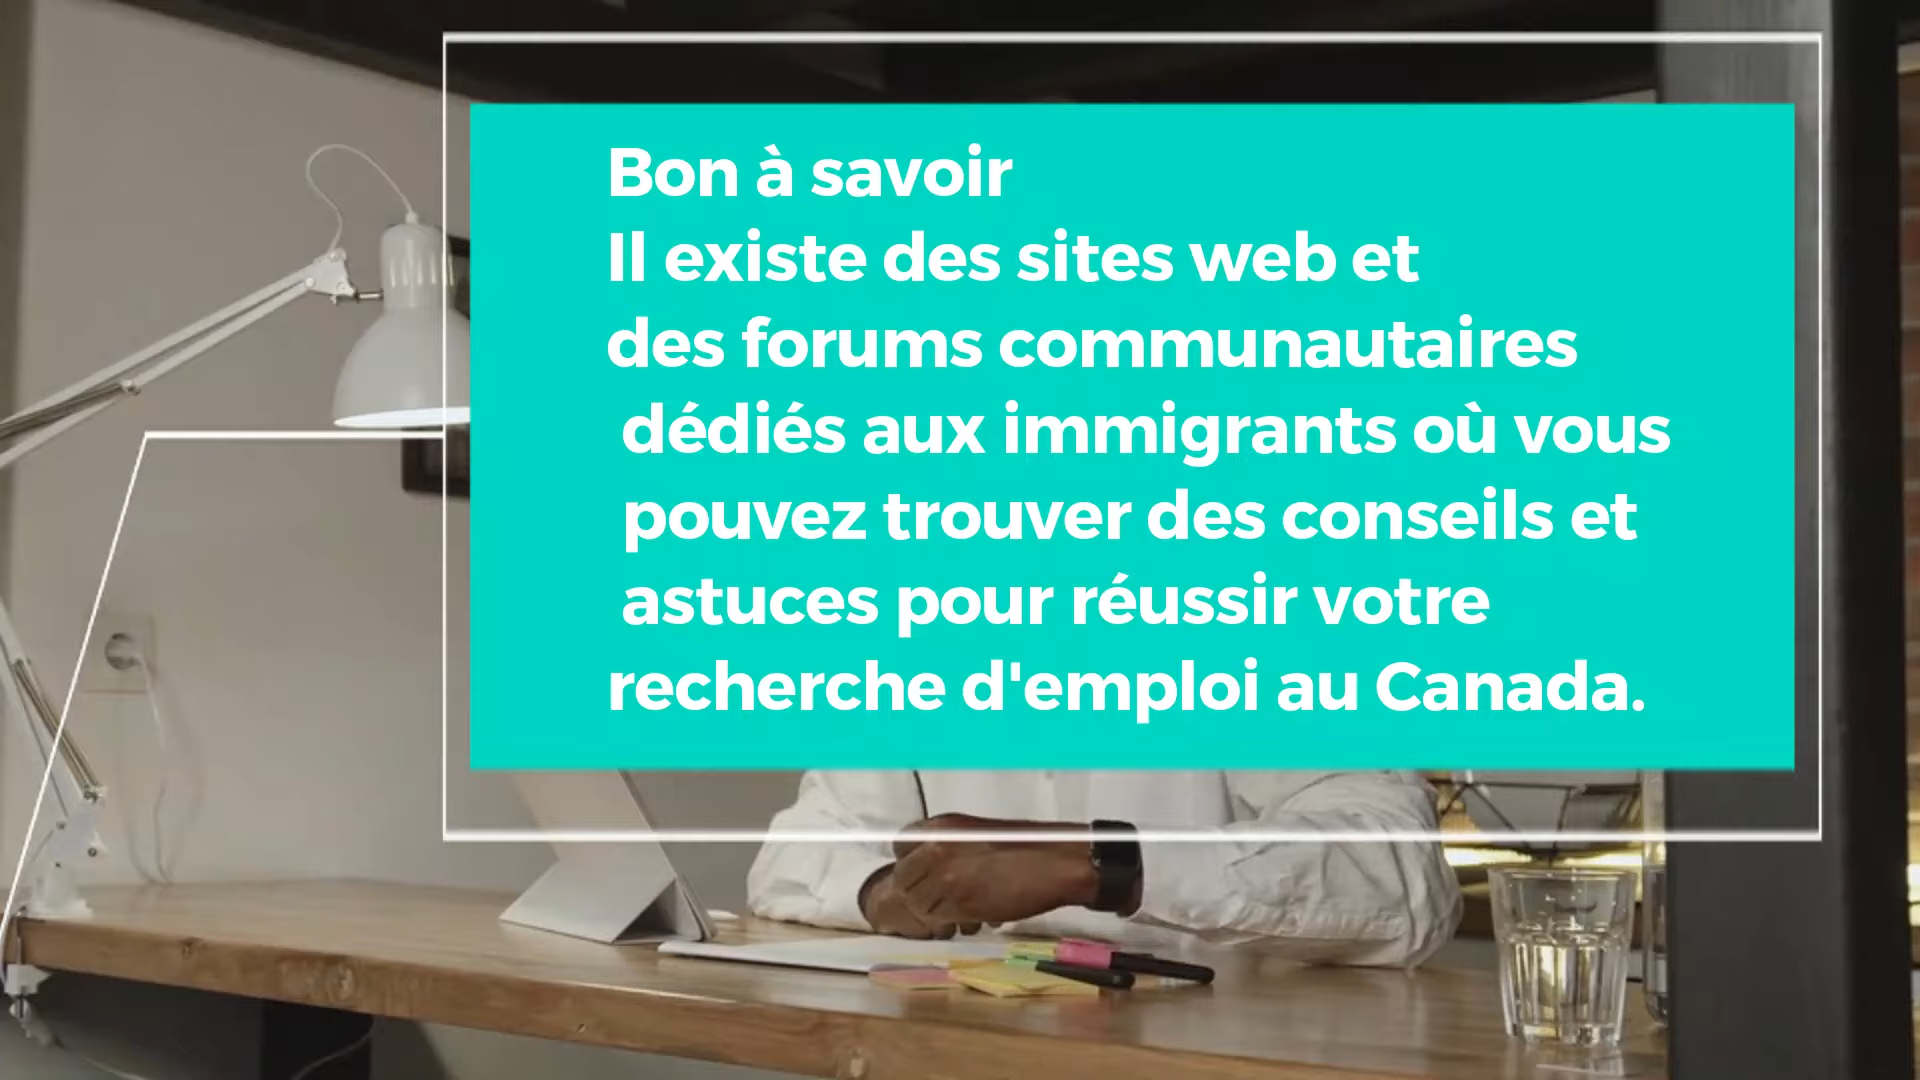 Bon à savoir
Il existe des sites web et
des forums communautaires
dédiés aux immigrants où vous
pouvez trouver des conseils et
astuces pour réussir votre
recherche d'emploi au Canada.